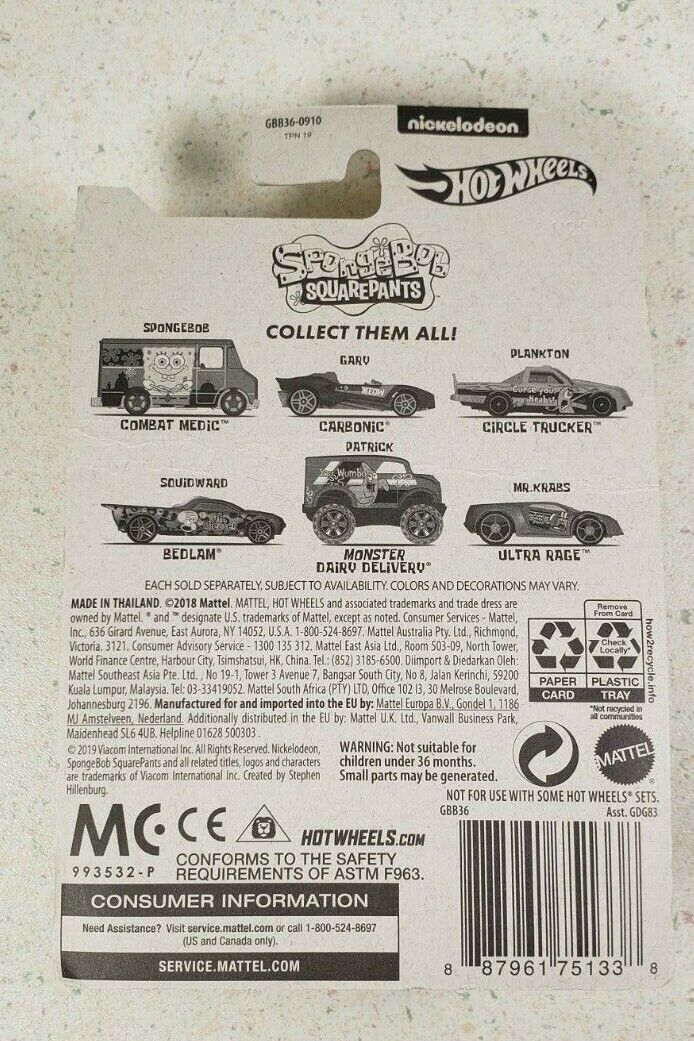 GBB36-0910
TPN 19
nickelodeon
HOT WHEELS
SPONGEBOB
SQUAREPANTS
COLLECT THEM ALL!
SPONGEBOB
COMBAT MEDIC™
GARY
MEOW
CARBONIC®
PLANKTON
Curse You
Krabs!
CIRCLE TRUCKER™
SQUIDWARD
BEDLAM®
PATRICK
Wumbo
MONSTER
DAIRY DELIVERY®
MR.KRABS
ULTRA RAGE™
EACH SOLD SEPARATELY, SUBJECT TO AVAILABILITY. COLORS AND DECORATIONS MAY VARY.
MADE IN THAILAND. ©2018 Mattel. MATTEL, HOT WHEELS and associated trademarks and trade dress are
owned by Mattel. ® and ™ designate U.S. trademarks of Mattel, except as noted. Consumer Services - Mattel,
Inc., 636 Girard Avenue, East Aurora, NY 14052, U.S.A. 1-800-524-8697. Mattel Australia Pty. Ltd., Richmond,
Victoria. 3121. Consumer Advisory Service - 1300 135 312. Mattel East Asia Ltd., Room 503-09, North Tower,
World Finance Centre, Harbour City, Tsimshatsui, HK, China. Tel.: (852) 3185-6500. Diimport & Diedarkan Oleh:
Mattel Southeast Asia Pte. Ltd. , No 19-1, Tower 3 Avenue 7, Bangsar South City, No 8, Jalan Kerinchi, 59200
Kuala Lumpur, Malaysia. Tel: 03-33419052. Mattel South Africa (PTY) LTD, Office 102 I3, 30 Melrose Boulevard,
Johannesburg 2196. Manufactured for and imported into the EU by: Mattel Europa B.V., Gondel 1, 1186
MJ Amstelveen, Nederland. Additionally distributed in the EU by: Mattel U.K. Ltd., Vanwall Business Park,
Maidenhead SL6 4UB. Helpline 01628 500303 .
© 2019 Viacom International Inc. All Rights Reserved. Nickelodeon,
SpongeBob SquarePants and all related titles, logos and characters
are trademarks of Viacom International Inc. Created by Stephen
Hillenburg.
WARNING: Not suitable for
children under 36 months.
Small parts may be generated.
Remove
From Card
Check
Locally*
PAPER
CARD
PLASTIC
TRAY
*Not recycled in
all communities
how2recycle.info
MATTEL®
NOT FOR USE WITH SOME HOT WHEELS® SETS.
GBB36 Asst. GDG83
MC CE
993532-P
HOTWHEELS.COM
CONFORMS TO THE SAFETY
REQUIREMENTS OF ASTM F963.
CONSUMER INFORMATION
Need Assistance? Visit service.mattel.com or call 1-800-524-8697
(US and Canada only).
SERVICE.MATTEL.COM
8 87961 75133 8